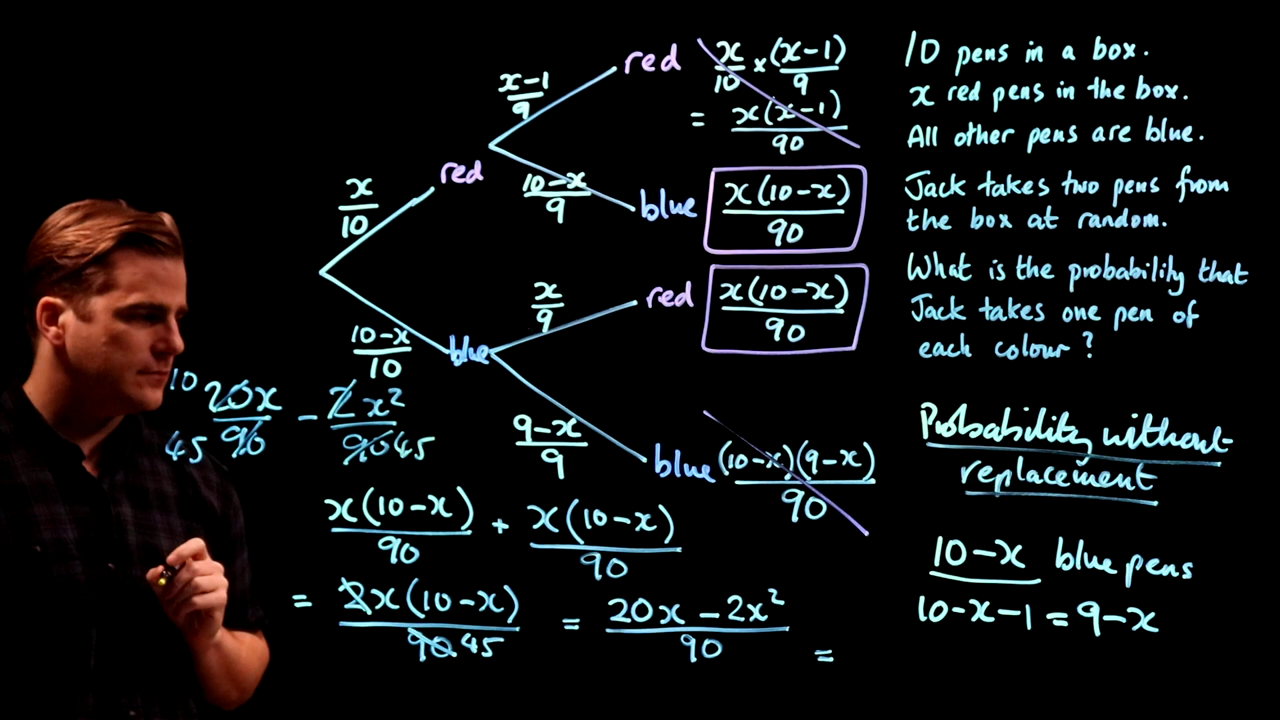 10 pens in a box.
x red pens in the box.
All other pens are blue.
Jack takes two pens from
the box at random.
What is the probability that
Jack takes one pen of
each colour?
Probability without
replacement
10-x blue pens
10-x-1 = 9-x
x/10 red
x-1/9 red x/10 × (x-1)/9
= x(x-1)/90
10-x/9 blue x(10-x)/90
10-x/10 blue
x/9 red x(10-x)/90
9-x/9 blue (10-x)(9-x)/90
10 20x/90 45 - 2x²/90 45
x(10-x)/90 + x(10-x)/90
= 2x(10-x)/90 45 = 20x-2x²/90 =